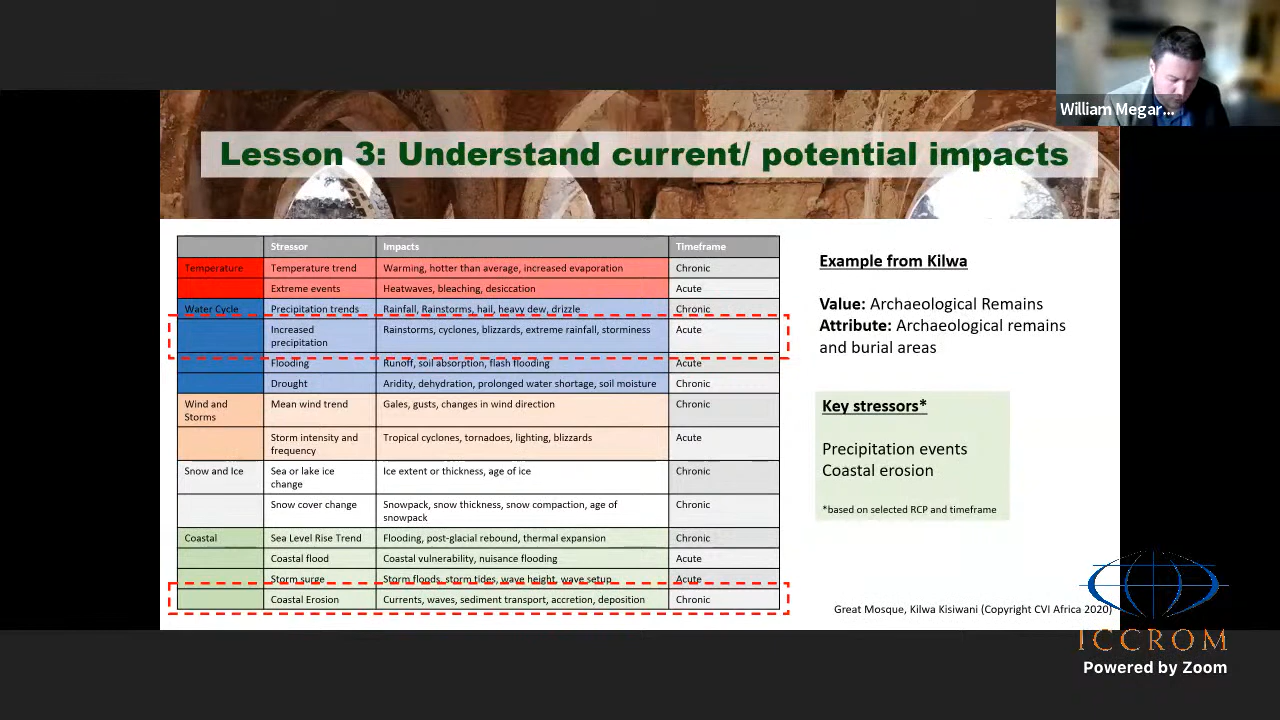 William Megar...
Lesson 3: Understand current/ potential impacts
Stressor Impacts Timeframe
Temperature Temperature trend Warming, hotter than average, increased evaporation Chronic
Extreme events Heatwaves, bleaching, desiccation Acute
Water Cycle Precipitation trends Rainfall, Rainstorms, hail, heavy dew, drizzle Chronic
Increased Rainstorms, cyclones, blizzards, extreme rainfall, storminess Acute
precipitation
Flooding Runoff, soil absorption, flash flooding Acute
Drought Aridity, dehydration, prolonged water shortage, soil moisture Chronic
Wind and Mean wind trend Gales, gusts, changes in wind direction Chronic
Storms
Storm intensity and Tropical cyclones, tornadoes, lighting, blizzards Acute
frequency
Snow and Ice Sea or lake ice Ice extent or thickness, age of ice Chronic
change
Snow cover change Snowpack, snow thickness, snow compaction, age of Chronic
snowpack
Coastal Sea Level Rise Trend Flooding, post-glacial rebound, thermal expansion Chronic
Coastal flood Coastal vulnerability, nuisance flooding Acute
Storm surge Storm floods, storm tides, wave height, wave setup Acute
Coastal Erosion Currents, waves, sediment transport, accretion, deposition Chronic
Example from Kilwa
Value: Archaeological Remains
Attribute: Archaeological remains
and burial areas
Key stressors*
Precipitation events
Coastal erosion
*based on selected RCP and timeframe
Great Mosque, Kilwa Kisiwani (Copyright CVI Africa 2020)
ICCROM
Powered by Zoom